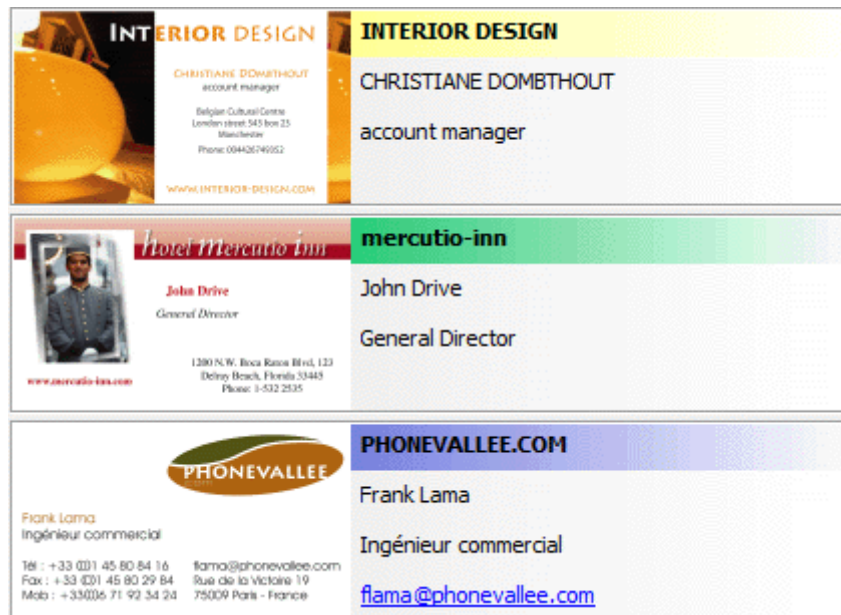 INTERIOR DESIGN
CHRISTIANE DOMBTHOUT
account manager
Belgian Cultural Centre
London street 545 box 25
Manchester
Phone: 004426749352
WWW.INTERIOR-DESIGN.COM
INTERIOR DESIGN
CHRISTIANE DOMBTHOUT
account manager
hotel mercutio inn
John Drive
General Director
1200 N.W. Boca Raton Blvd, 123
Delray Beach, Florida 33445
Phone: 1-532 2535
www.mercutio-inn.com
mercutio-inn
John Drive
General Director
PHONEVALLEE
.COM
Frank Lama
Ingénieur commercial
Tél : +33 (0)1 45 80 84 16
Fax : +33 (0)1 45 80 29 84
Mob : +33(0)6 71 92 34 24
flama@phonevallee.com
Rue de la Victoire 19
75009 Paris - France
PHONEVALLEE.COM
Frank Lama
Ingénieur commercial
flama@phonevallee.com